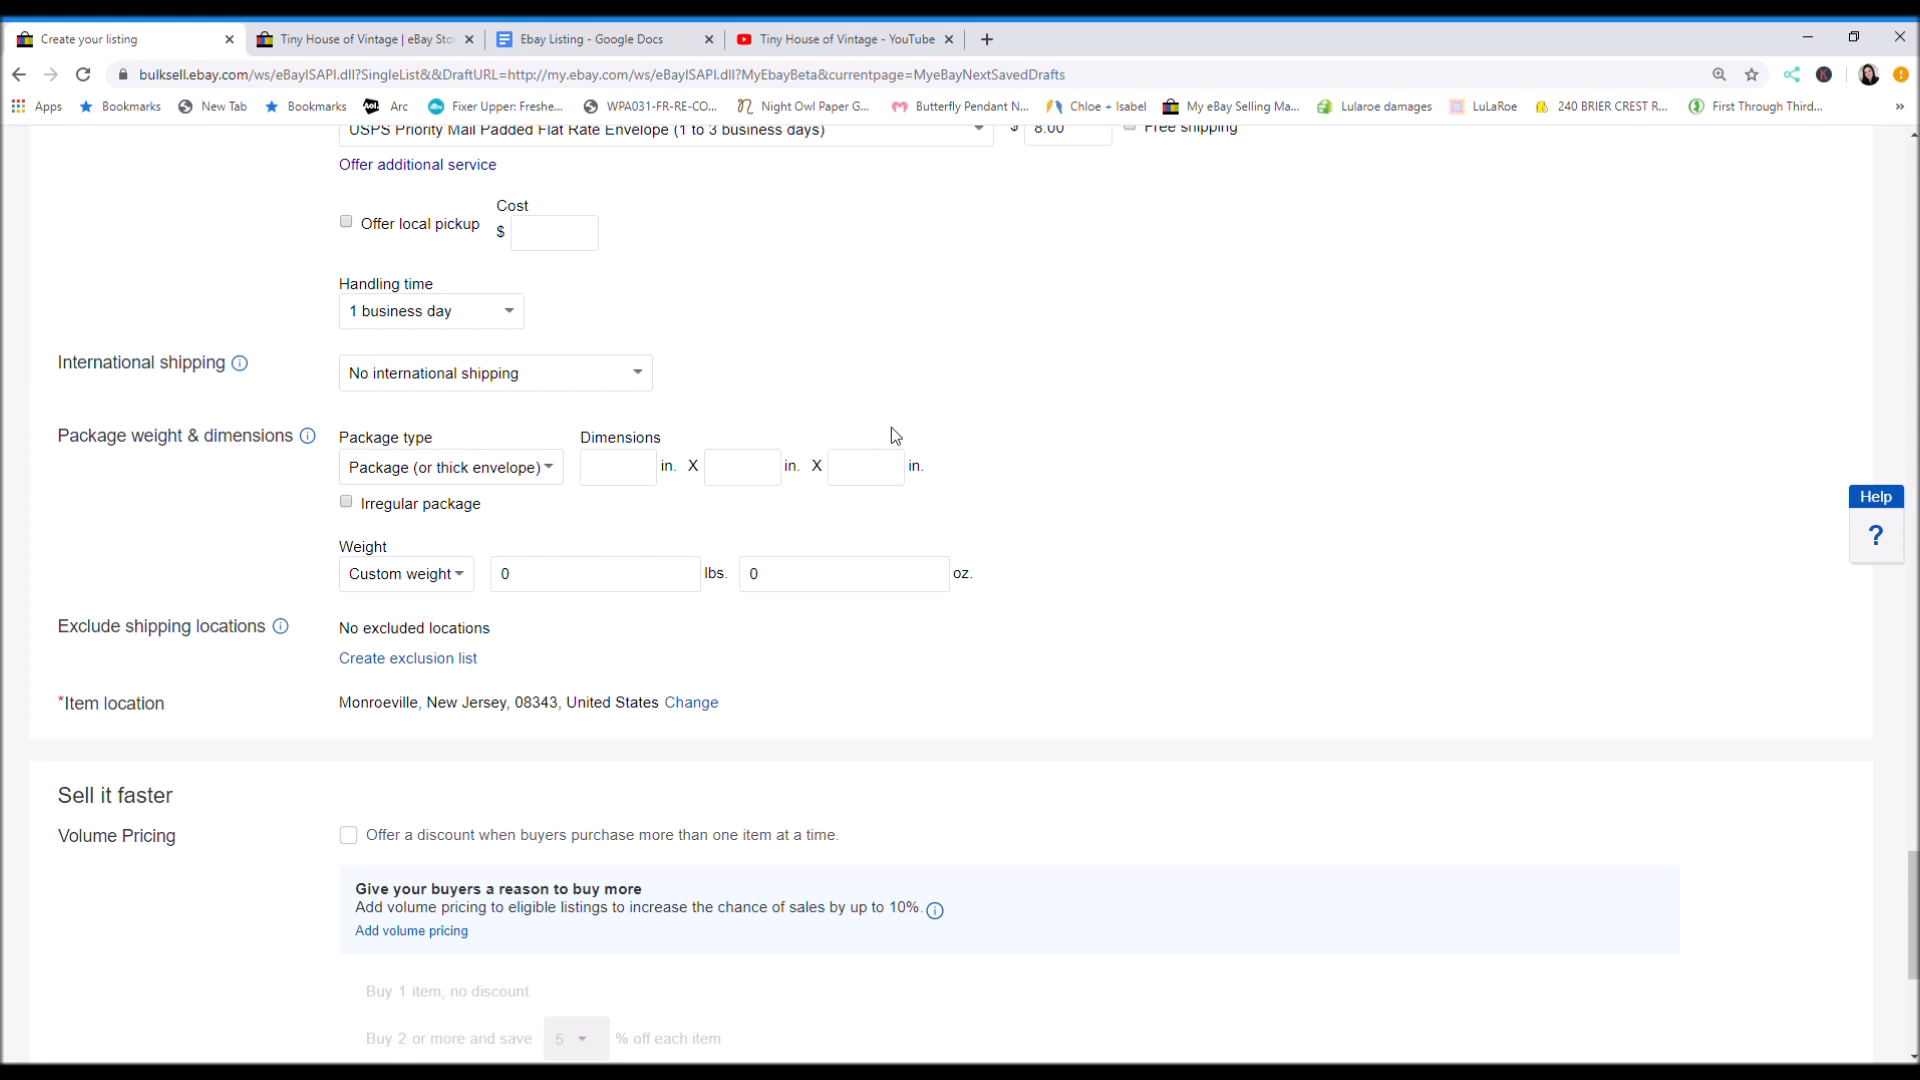 Create your listing
Tiny House of Vintage | eBay Sto
Ebay Listing - Google Docs
Tiny House of Vintage - YouTube
bulksell.ebay.com/ws/eBayISAPI.dll?SingleList&&DraftURL=http://my.ebay.com/ws/eBayISAPI.dll?MyEbayBeta&currentpage=MyeBayNextSavedDrafts
K
Apps Bookmarks New Tab Bookmarks Aol. Arc Fixer Upper: Freshe... WPA031-FR-RE-CO... Night Owl Paper G... Butterfly Pendant N... Chloe + Isabel My eBay Selling Ma... Lularoe damages LuLaRoe 240 BRIER CREST R... First Through Third... »
USPS Priority Mail Padded Flat Rate Envelope (1 to 3 business days) $ 8.00 Free shipping
Offer additional service
Cost
Offer local pickup $
Handling time
1 business day
International shipping
No international shipping
Package weight & dimensions
Package type Dimensions
Package (or thick envelope) in. X in. X in.
Irregular package
Help
?
Weight
Custom weight 0 lbs. 0 oz.
Exclude shipping locations No excluded locations
Create exclusion list
*Item location Monroeville, New Jersey, 08343, United States Change
Sell it faster
Volume Pricing Offer a discount when buyers purchase more than one item at a time.
Give your buyers a reason to buy more
Add volume pricing to eligible listings to increase the chance of sales by up to 10%.
Add volume pricing
Buy 1 item, no discount
Buy 2 or more and save 5 % off each item